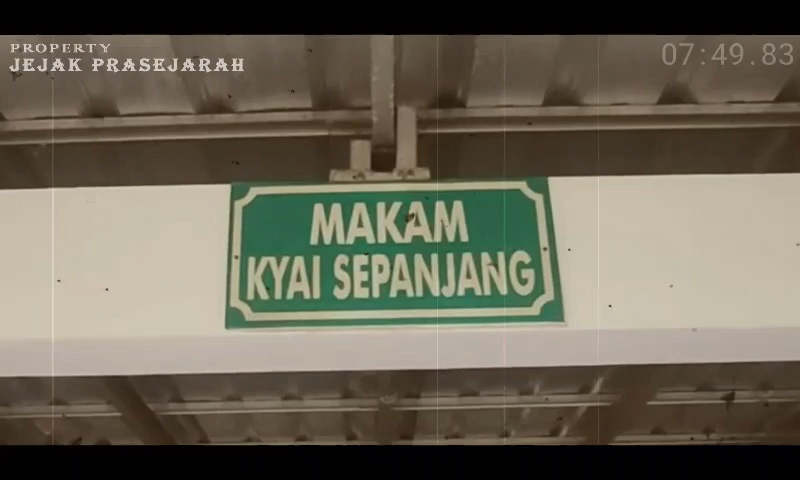 PROPERTY
JEJAK PRASEJARAH
07:49.83
MAKAM
KYAI SEPANJANG